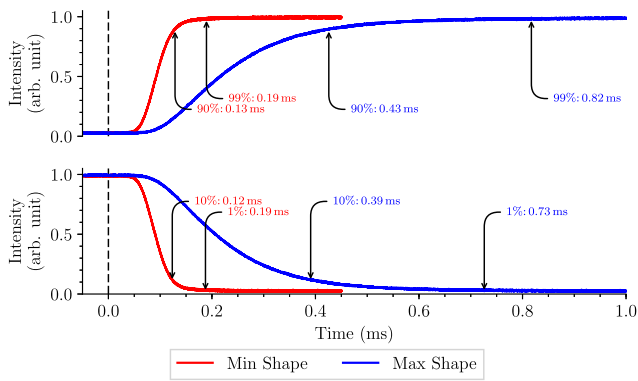 Intensity
(arb. unit)
1.0
0.5
0.0
90%: 0.13 ms
99%: 0.19 ms
90%: 0.43 ms
99%: 0.82 ms
Intensity
(arb. unit)
1.0
0.5
0.0
10%: 0.12 ms
1%: 0.19 ms
10%: 0.39 ms
1%: 0.73 ms
0.0 0.2 0.4 0.6 0.8 1.0
Time (ms)
Min Shape Max Shape